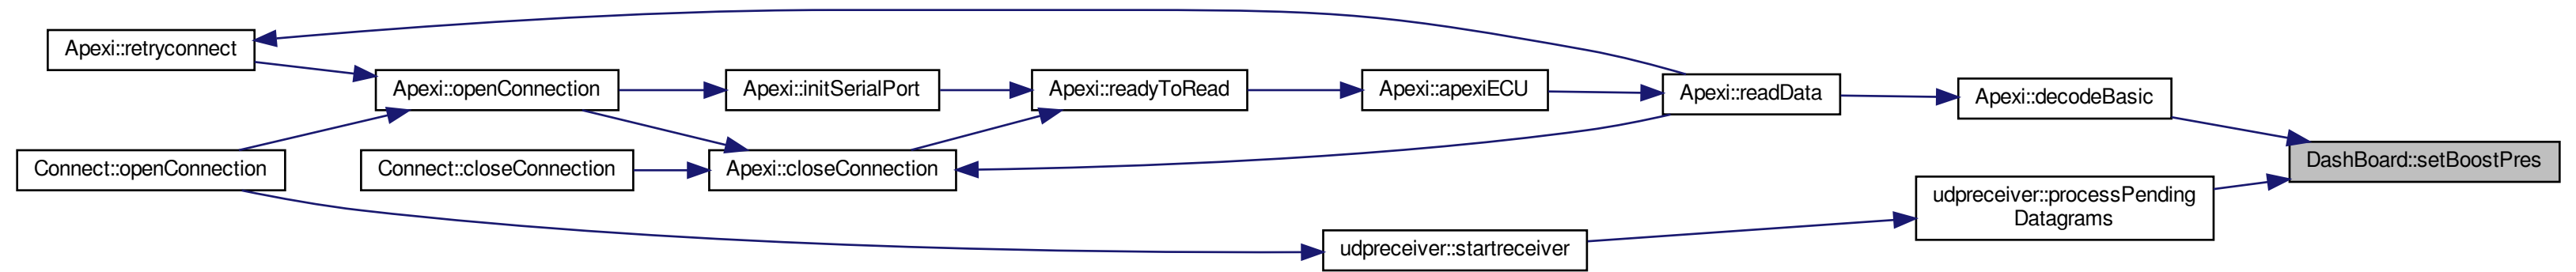 Apexi::retryconnect
Apexi::openConnection
Apexi::initSerialPort
Apexi::readyToRead
Apexi::apexiECU
Apexi::readData
Apexi::decodeBasic
Connect::openConnection
Connect::closeConnection
Apexi::closeConnection
DashBoard::setBoostPres
udpreceiver::processPending
Datagrams
udpreceiver::startreceiver